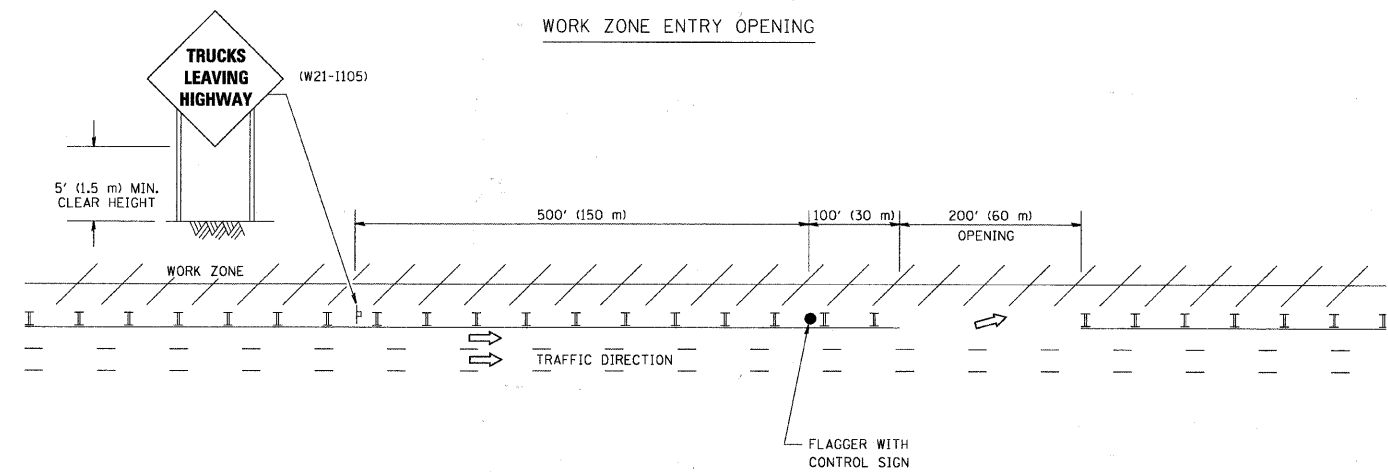 WORK ZONE ENTRY OPENING
TRUCKS
LEAVING
HIGHWAY
(W21-I105)
5' (1.5 m) MIN.
CLEAR HEIGHT
500' (150 m)
100' (30 m)
200' (60 m)
OPENING
WORK ZONE
TRAFFIC DIRECTION
FLAGGER WITH
CONTROL SIGN